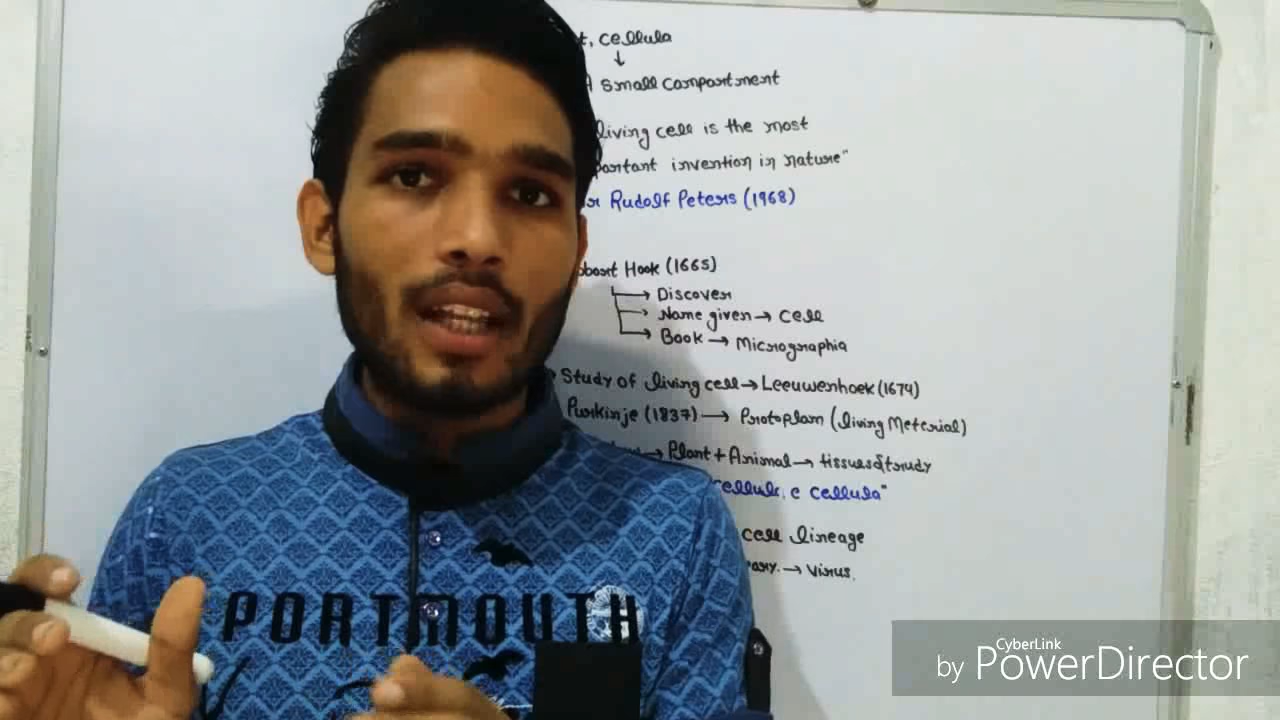 cellula
↓
small compartment
living cell is the most
portant invention in nature"
Rudolf Peters (1968)
obert Hook (1665)
→ Discover
→ Name given → cell
→ Book → Micrographia
Study of living cell → Leeuwenhoek (1674)
Purkinje (1837) → Protoplam (living Meterial)
→ Plant + Animal → tissues study
cellula"
cell lineage
→ Virus.
PORTMOUTH
CyberLink
by PowerDirector